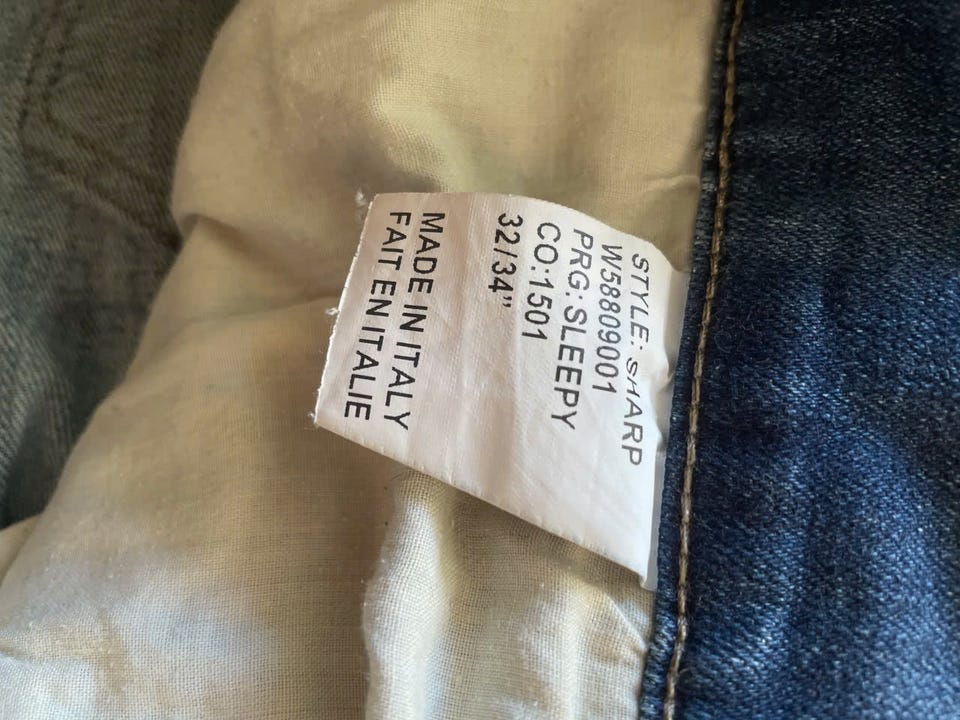 STYLE: SHARP
W58809001
PRG: SLEEPY
CO:1501
32/34"
MADE IN ITALY
FAIT EN ITALIE